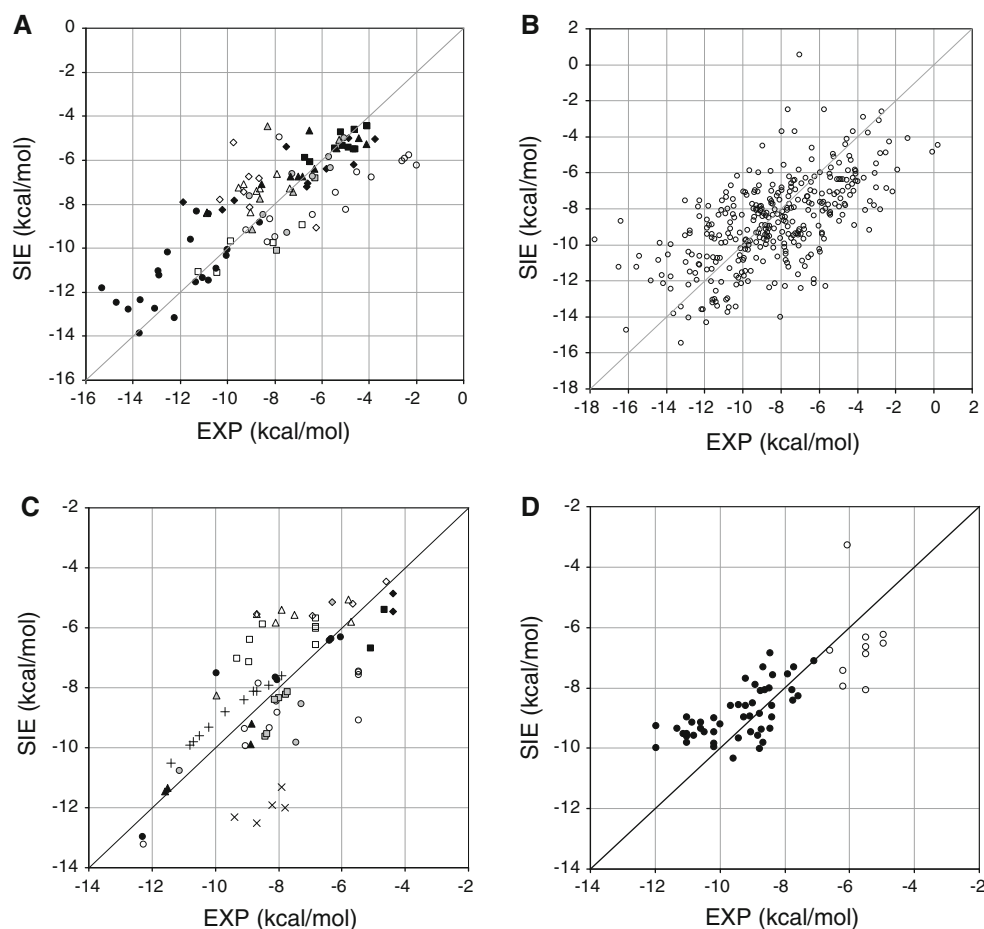 A
0
-2
-4
-6
-8
-10
-12
-14
-16
-16 -14 -12 -10 -8 -6 -4 -2 0
SIE (kcal/mol)
EXP (kcal/mol)
B
2
0
-2
-4
-6
-8
-10
-12
-14
-16
-18
-18 -16 -14 -12 -10 -8 -6 -4 -2 0 2
SIE (kcal/mol)
EXP (kcal/mol)
C
-2
-4
-6
-8
-10
-12
-14
-14 -12 -10 -8 -6 -4 -2
SIE (kcal/mol)
EXP (kcal/mol)
D
-2
-4
-6
-8
-10
-12
-14
-14 -12 -10 -8 -6 -4 -2
SIE (kcal/mol)
EXP (kcal/mol)